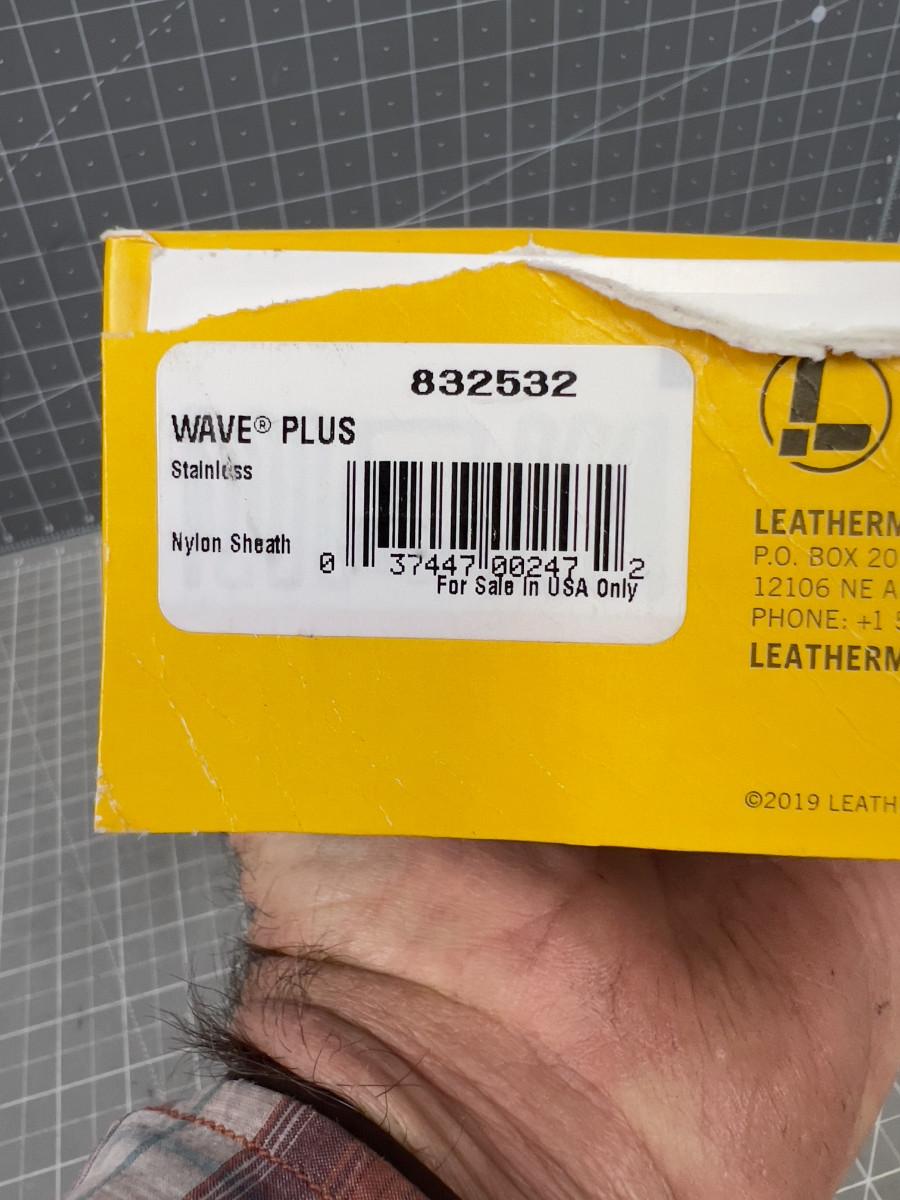 832532
WAVE® PLUS
Stainless
Nylon Sheath
0 37447 00247 2
For Sale In USA Only
L
LEATHERM
P.O. BOX 20
12106 NE A
PHONE: +1 5
LEATHERM
©2019 LEATH